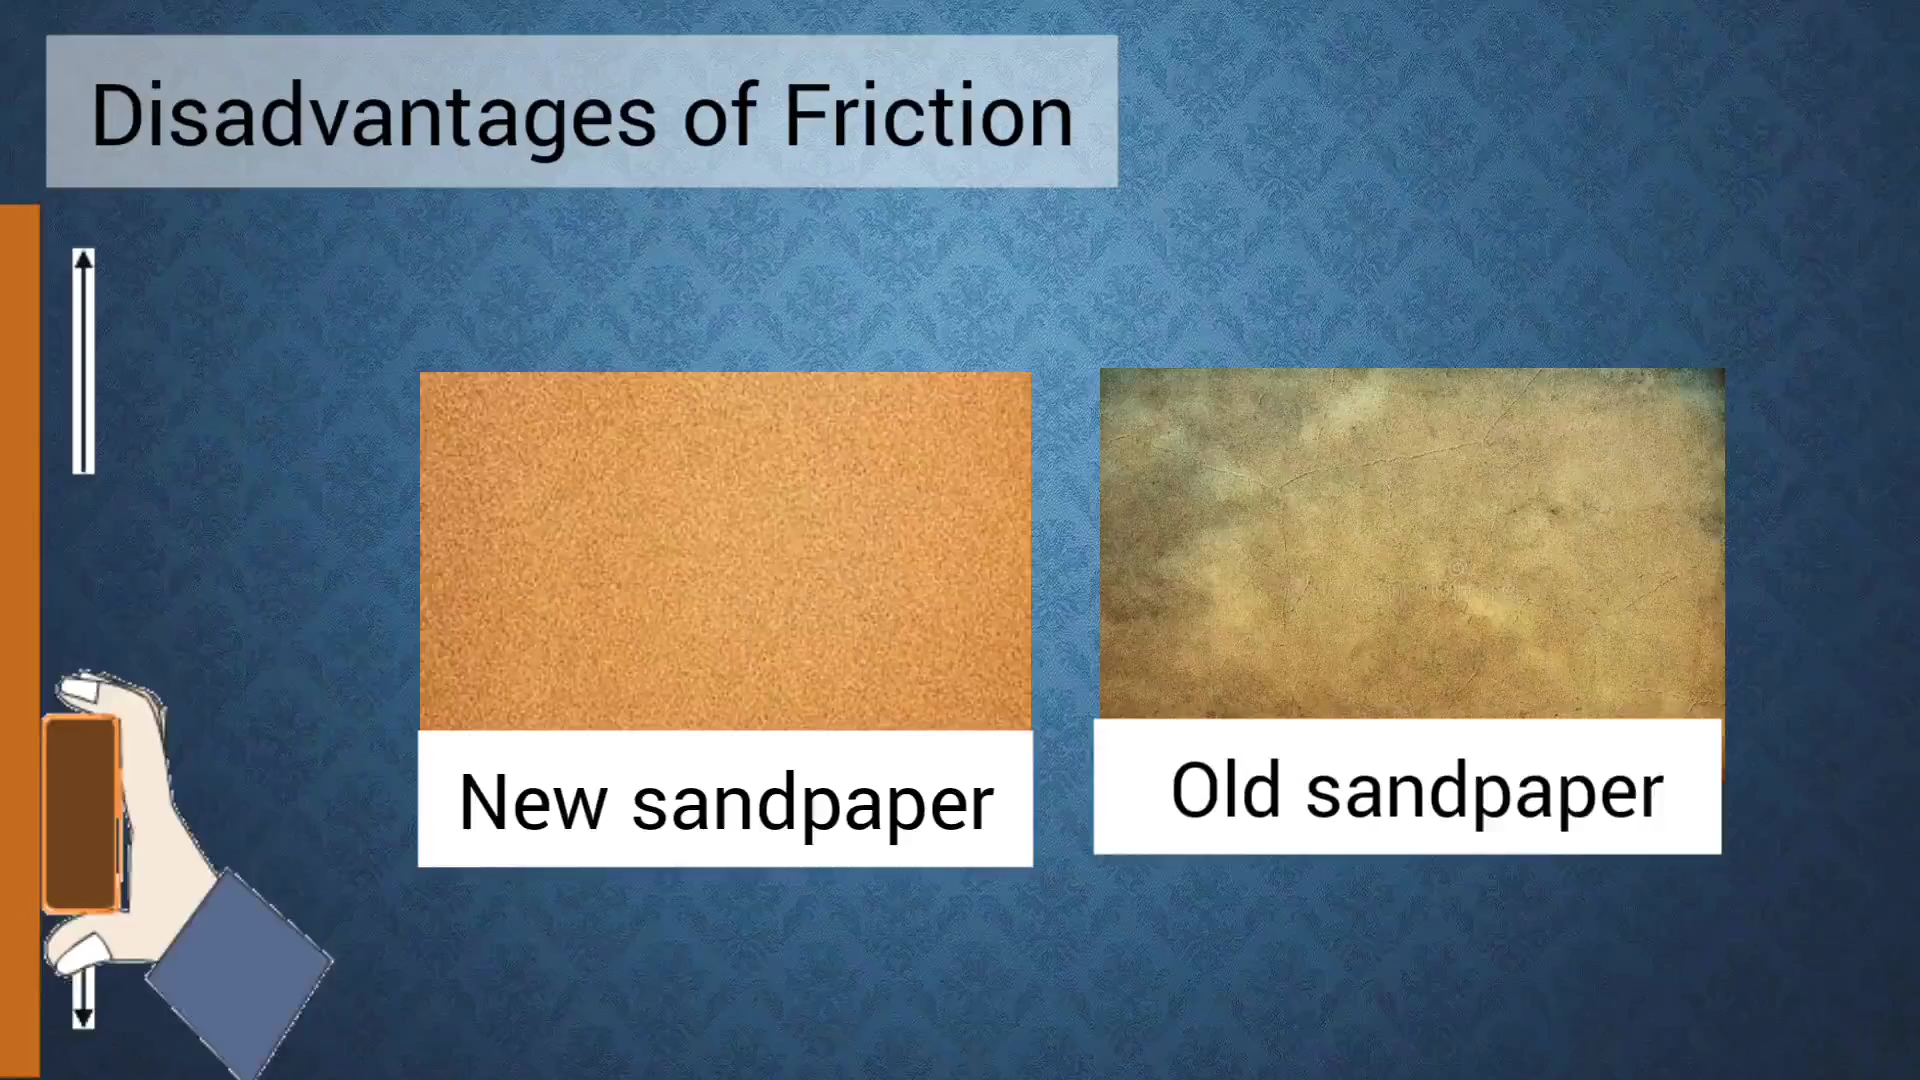 Disadvantages of Friction
New sandpaper
Old sandpaper